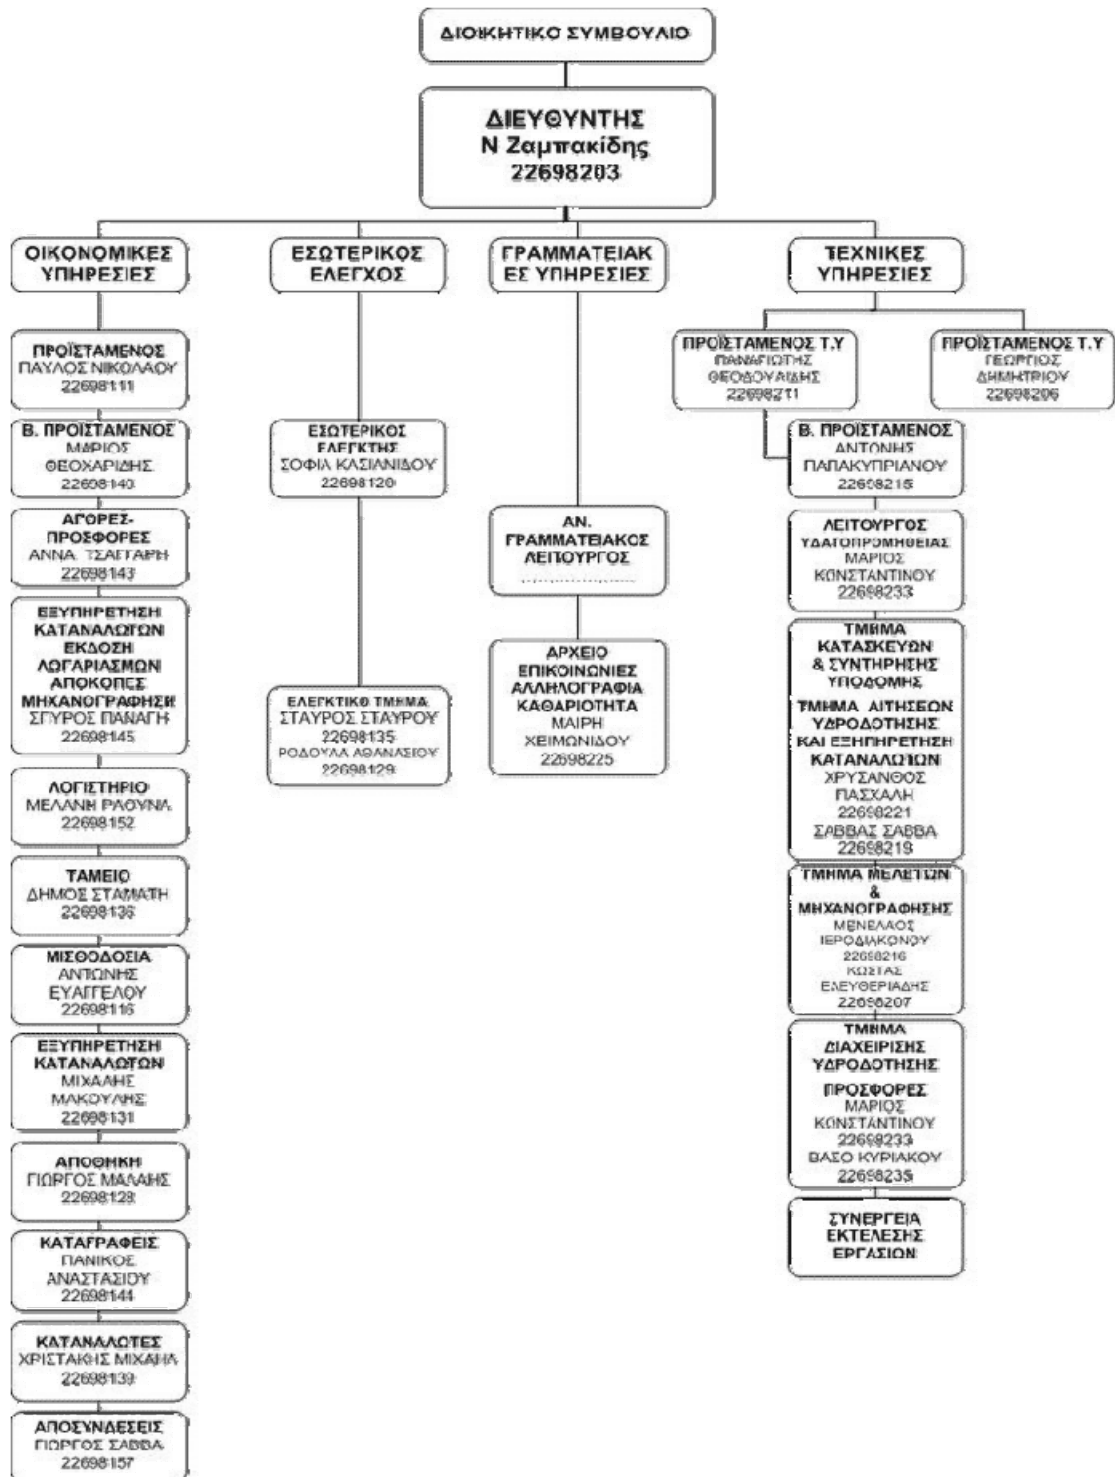 ΔΙΟΙΚΗΤΙΚΟ ΣΥΜΒΟΥΛΙΟ
ΔΙΕΥΘΥΝΤΗΣ
Ν Ζαμπακίδης
22698203
ΟΙΚΟΝΟΜΙΚΕΣ
ΥΠΗΡΕΣΙΕΣ
ΠΡΟΪΣΤΑΜΕΝΟΣ
ΠΑΥΛΟΣ ΝΙΚΟΛΑΟΥ
22698111
Β. ΠΡΟΪΣΤΑΜΕΝΟΣ
ΜΑΡΙΟΣ
ΘΕΟΧΑΡΙΔΗΣ
22698140
ΑΓΟΡΕΣ-
ΠΡΟΣΦΟΡΕΣ
ΑΝΝΑ ΤΣΑΓΓΑΡΗ
22698143
ΕΞΥΠΗΡΕΤΗΣΗ
ΚΑΤΑΝΑΛΩΤΩΝ
ΕΚΔΟΣΗ
ΛΟΓΑΡΙΑΣΜΩΝ
ΑΠΟΚΟΠΕΣ
ΜΗΧΑΝΟΓΡΑΦΗΣΗ
ΣΠΥΡΟΣ ΠΑΝΑΓΗ
22698145
ΛΟΓΙΣΤΗΡΙΟ
ΜΕΛΑΝΗ ΡΑΟΥΝΑ
22698152
ΤΑΜΕΙΟ
ΔΗΜΟΣ ΣΤΑΜΑΤΗ
22698136
ΜΙΣΘΟΔΟΣΙΑ
ΑΝΤΩΝΗΣ
ΕΥΑΓΓΕΛΟΥ
22698116
ΕΞΥΠΗΡΕΤΗΣΗ
ΚΑΤΑΝΑΛΩΤΩΝ
ΜΙΧΑΛΗΣ
ΜΑΚΟΥΛΗΣ
22698131
ΑΠΟΘΗΚΗ
ΓΙΩΡΓΟΣ
22698128
ΚΑΤΑΓΡΑΦΕΙΣ
ΠΑΝΙΚΟΣ
ΑΝΑΣΤΑΣΙΟΥ
22698144
ΚΑΤΑΝΑΛΩΤΕΣ
ΧΡΙΣΤΑΚΗΣ ΜΙΧΑΗΛ
22698139
ΑΠΟΣΥΝΔΕΣΕΙΣ
ΓΙΩΡΓΟΣ ΣΑΒΒΑ
22698157
ΕΣΩΤΕΡΙΚΟΣ
ΕΛΕΓΧΟΣ
ΕΣΩΤΕΡΙΚΟΣ
ΕΛΕΓΚΤΗΣ
ΣΟΦΙΑ ΚΑΣΙΑΝΙΔΟΥ
22698120
ΕΛΕΓΚΤΙΚΟ ΤΜΗΜΑ
ΣΤΑΥΡΟΣ ΣΤΑΥΡΟΥ
22698135
ΡΟΔΟΥΛΑ ΑΘΑΝΑΣΙΟΥ
22698129
ΓΡΑΜΜΑΤΕΙΑΚ
ΕΣ ΥΠΗΡΕΣΙΕΣ
ΑΝ.
ΓΡΑΜΜΑΤΕΙΑΚΟΣ
ΛΕΙΤΟΥΡΓΟΣ
........................
ΑΡΧΕΙΟ
ΕΠΙΚΟΙΝΩΝΙΕΣ
ΑΛΛΗΛΟΓΡΑΦΙΑ
ΚΑΘΑΡΙΟΤΗΤΑ
ΜΑΙΡΗ
ΧΕΙΜΩΝΙΔΟΥ
22698225
ΤΕΧΝΙΚΕΣ
ΥΠΗΡΕΣΙΕΣ
ΠΡΟΪΣΤΑΜΕΝΟΣ Τ.Υ
ΠΑΝΑΓΙΩΤΗΣ
ΘΕΟΔΟΥΛΙΔΗΣ
22698211
ΠΡΟΪΣΤΑΜΕΝΟΣ Τ.Υ
ΓΕΩΡΓΙΟΣ
ΔΗΜΗΤΡΙΟΥ
22698206
Β. ΠΡΟΪΣΤΑΜΕΝΟΣ
ΑΝΤΩΝΗΣ
ΠΑΠΑΚΥΠΡΙΑΝΟΥ
22698215
ΛΕΙΤΟΥΡΓΟΣ
ΥΔΑΤΟΠΡΟΜΗΘΕΙΑΣ
ΜΑΡΙΟΣ
ΚΩΝΣΤΑΝΤΙΝΟΥ
22698233
ΤΜΗΜΑ
ΚΑΤΑΣΚΕΥΩΝ
& ΣΥΝΤΗΡΗΣΗΣ
ΥΠΟΔΟΜΗΣ
ΤΜΗΜΑ ΑΙΤΗΣΕΩΝ
ΥΔΡΟΔΟΤΗΣΗΣ
ΚΑΙ ΕΞΗΠΗΡΕΤΗΣΗ
ΚΑΤΑΝΑΛΩΤΩΝ
ΧΡΥΣΑΝΘΟΣ
ΠΑΣΧΑΛΗ
22698221
ΣΑΒΒΑΣ ΣΑΒΒΑ
22698219
ΤΜΗΜΑ ΜΕΛΕΤΩΝ
&
ΜΗΧΑΝΟΓΡΑΦΗΣΗΣ
ΜΕΝΕΛΑΟΣ
ΙΕΡΟΔΙΑΚΟΝΟΥ
22698216
ΚΩΣΤΑΣ
ΕΛΕΥΘΕΡΙΑΔΗΣ
22698207
ΤΜΗΜΑ
ΔΙΑΧΕΙΡΙΣΗΣ
ΥΔΡΟΔΟΤΗΣΗΣ
ΠΡΟΣΦΟΡΕΣ
ΜΑΡΙΟΣ
ΚΩΝΣΤΑΝΤΙΝΟΥ
22698233
ΒΑΣΟ ΚΥΡΙΑΚΟΥ
22698235
ΣΥΝΕΡΓΕΙΑ
ΕΚΤΕΛΕΣΗΣ
ΕΡΓΑΣΙΩΝ